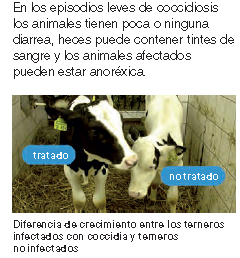 En los episodios leves de coccidiosis
los animales tienen poca o ninguna
diarrea, heces puede contener tintes de
sangre y los animales afectados
pueden estar anoréxica.
tratado
no tratado
Diferencia de crecimiento entre los terneros
infectados con coccidia y terneros
no infectados